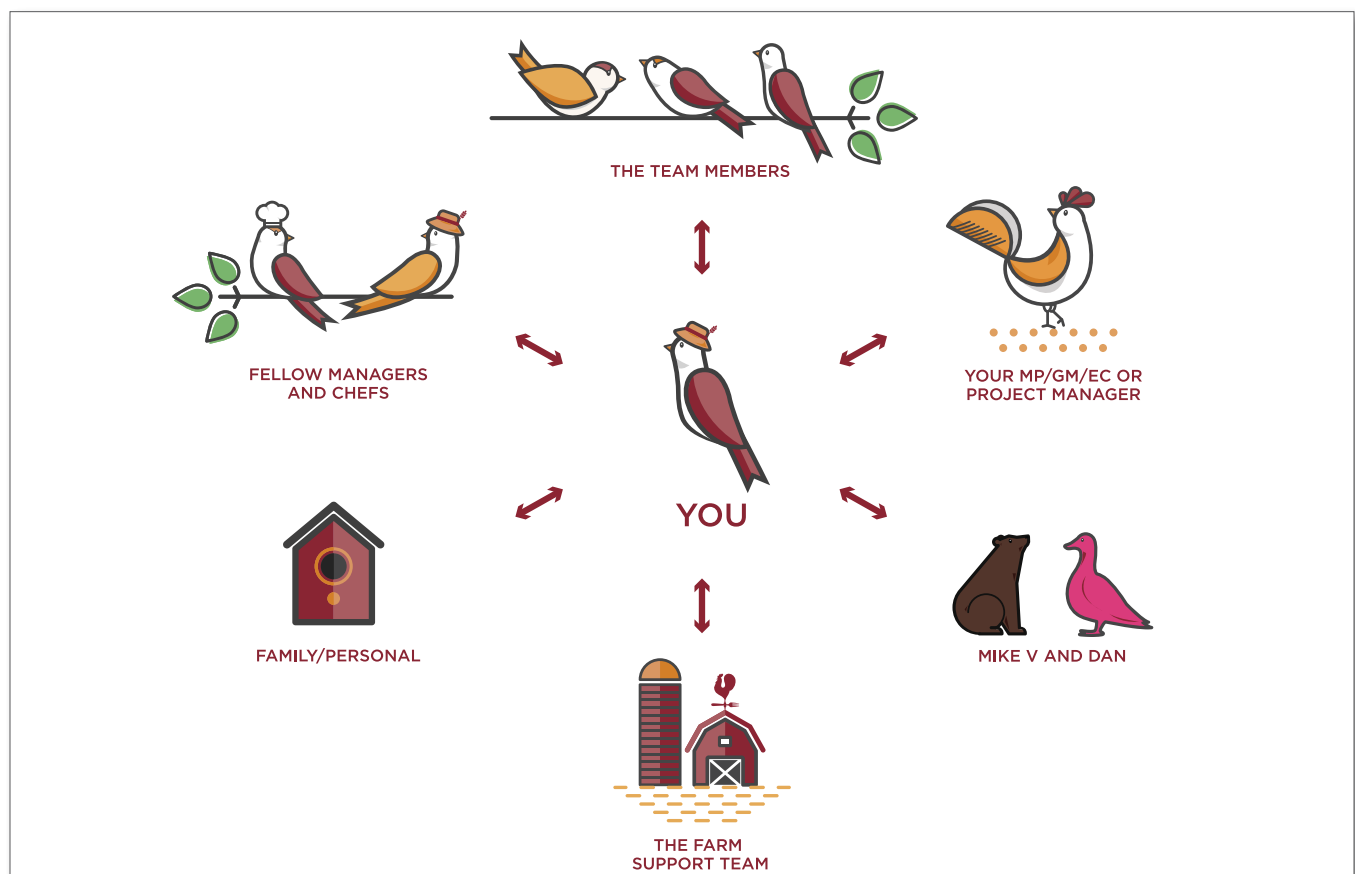 THE TEAM MEMBERS
FELLOW MANAGERS
AND CHEFS
YOUR MP/GM/EC OR
PROJECT MANAGER
YOU
FAMILY/PERSONAL
MIKE V AND DAN
THE FARM
SUPPORT TEAM